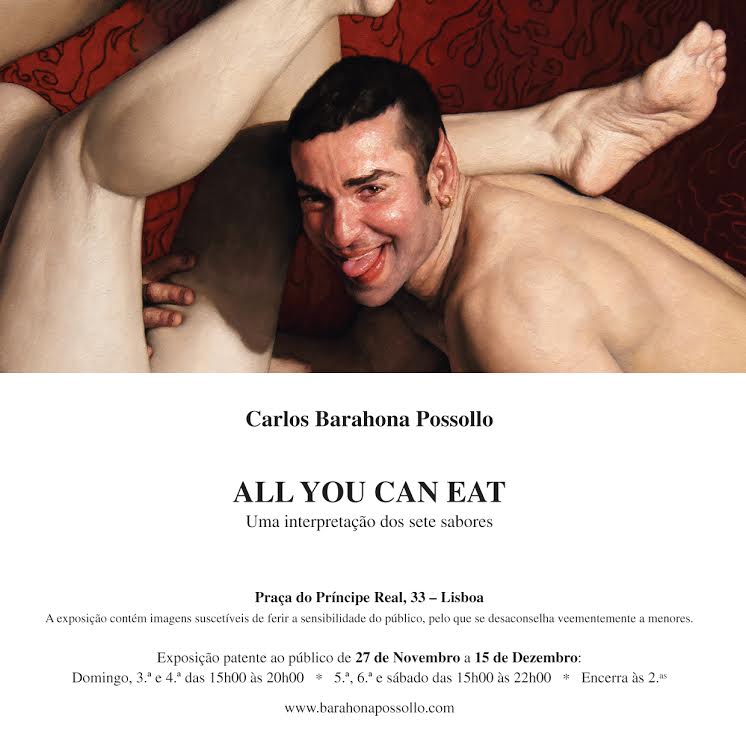 Carlos Barahona Possollo
ALL YOU CAN EAT
Uma interpretação dos sete sabores
Praça do Príncipe Real, 33 – Lisboa
A exposição contém imagens suscetíveis de ferir a sensibilidade do público, pelo que se desaconselha veementemente a menores.
Exposição patente ao público de 27 de Novembro a 15 de Dezembro:
Domingo, 3.ª e 4.ª das 15h00 às 20h00 * 5.ª, 6.ª e sábado das 15h00 às 22h00 * Encerra às 2.ᵃˢ
www.barahonapossollo.com